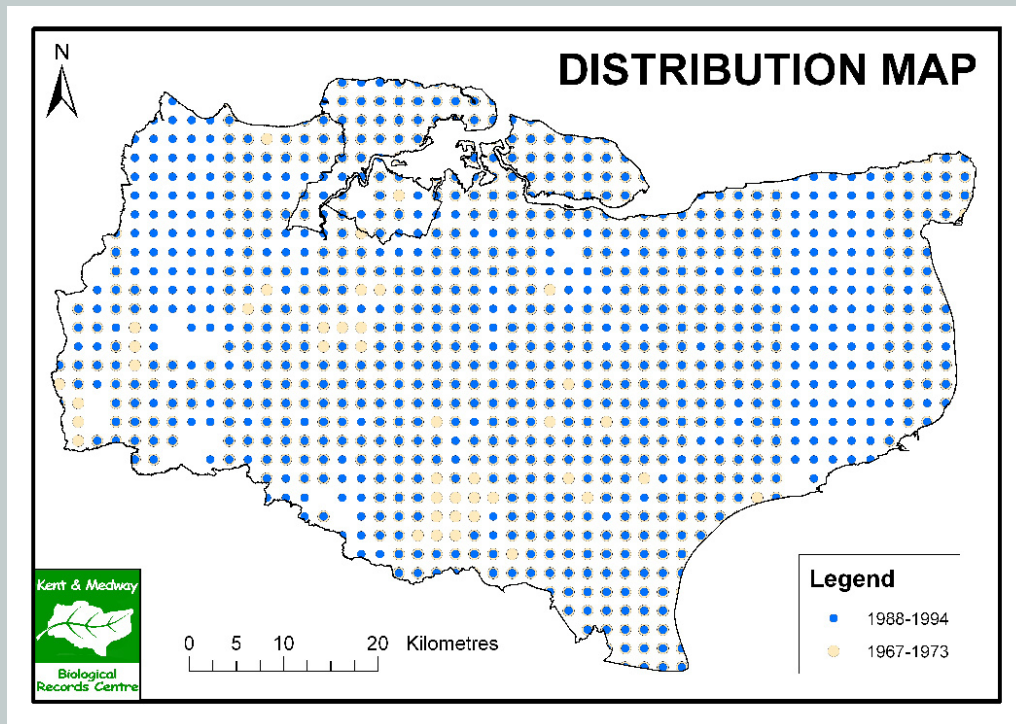 N
DISTRIBUTION MAP
Kent & Medway
Biological
Records Centre
0 5 10 20 Kilometres
Legend
1988-1994
1967-1973